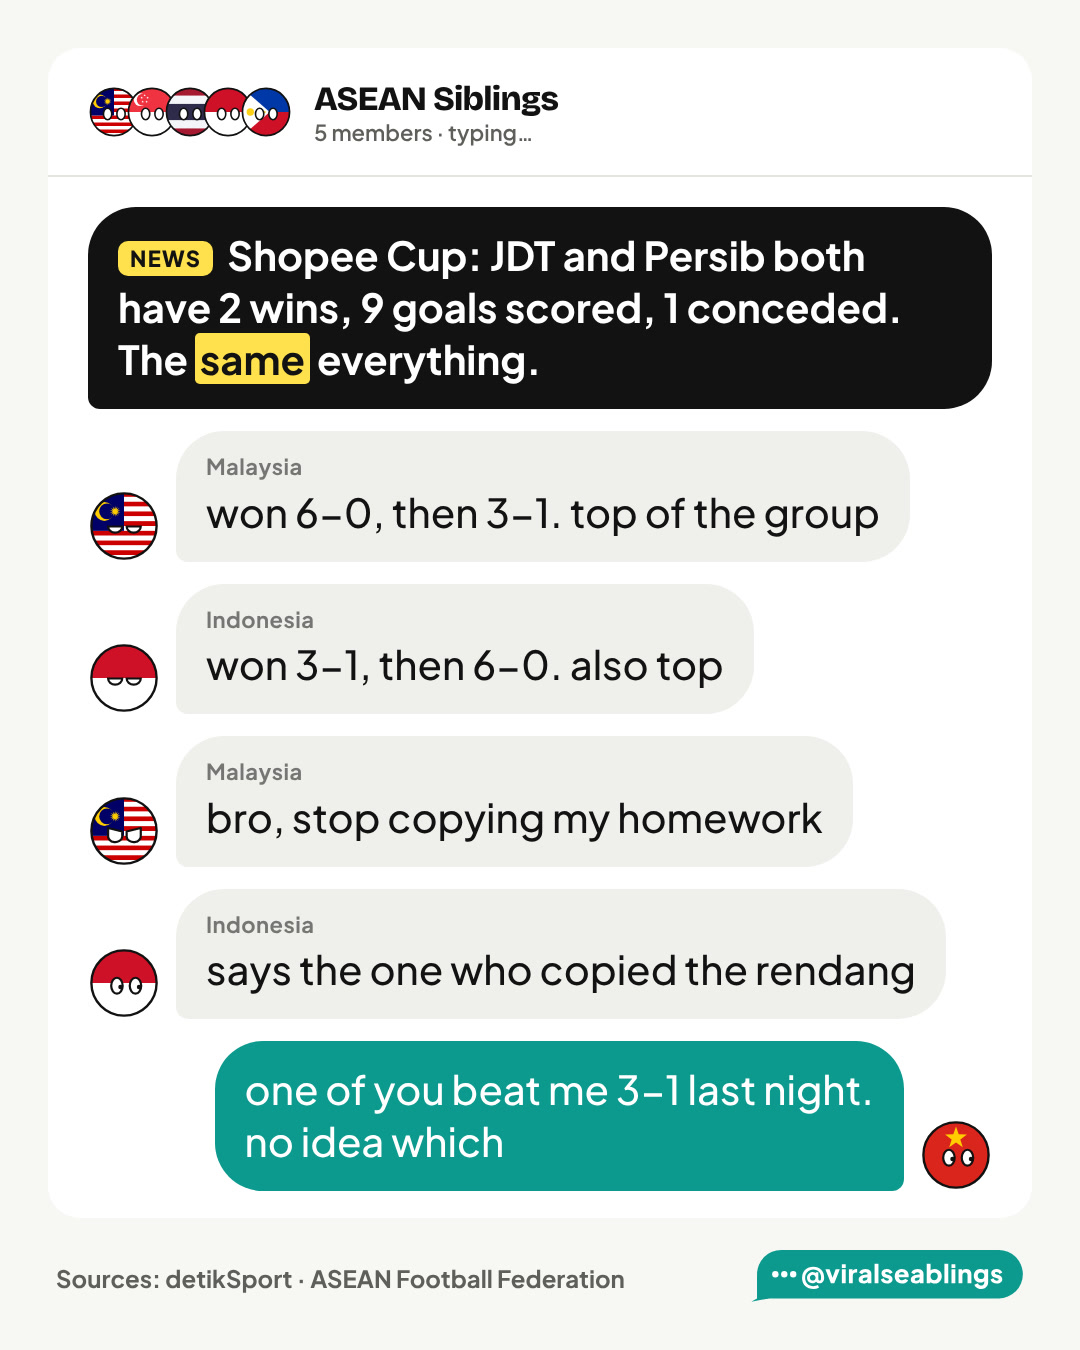 ASEAN Siblings
5 members · typing...
NEWS Shopee Cup: JDT and Persib both
have 2 wins, 9 goals scored, 1 conceded.
The same everything.
Malaysia
won 6–0, then 3–1. top of the group
Indonesia
won 3–1, then 6–0. also top
Malaysia
bro, stop copying my homework
Indonesia
says the one who copied the rendang
one of you beat me 3–1 last night.
no idea which
Sources: detikSport · ASEAN Football Federation
@viralseablings